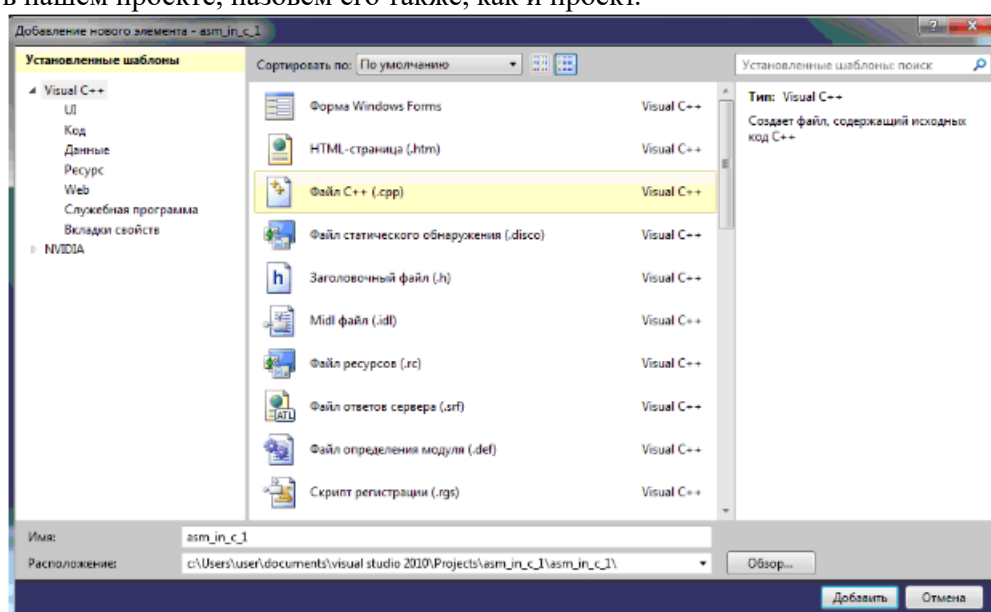 в нашем проекте, назовем его также, как и проект.
Добавление нового элемента - asm_in_c_1
Установленные шаблоны
Сортировать по: По умолчанию
Установленные шаблоны: поиск
Visual C++
UI
Код
Данные
Ресурс
Web
Служебная программа
Вкладки свойств
NVIDIA
Форма Windows Forms Visual C++
HTML-страница (.htm) Visual C++
Файл C++ (.cpp) Visual C++
Файл статического обнаружения (.disco) Visual C++
h
Заголовочный файл (.h) Visual C++
Midl файл (.idl) Visual C++
Файл ресурсов (.rc) Visual C++
ATL
Файл ответов сервера (.srf) Visual C++
Файл определения модуля (.def) Visual C++
Скрипт регистрации (.rgs) Visual C++
Тип: Visual C++
Создает файл, содержащий исходных
код C++
Имя: asm_in_c_1
Расположение: c:\Users\user\documents\visual studio 2010\Projects\asm_in_c_1\asm_in_c_1\
Обзор...
Добавить Отмена